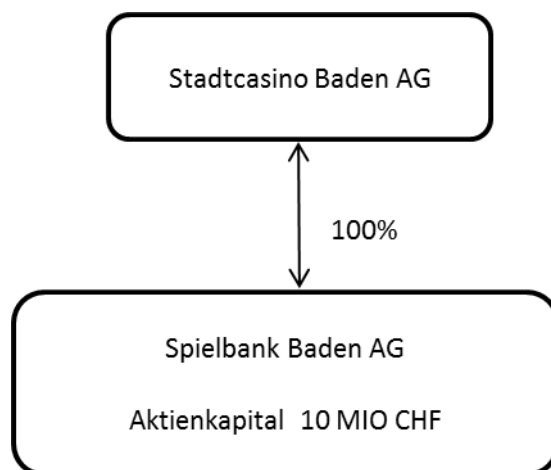 Stadtcasino Baden AG
100%
Spielbank Baden AG
Aktienkapital 10 MIO CHF